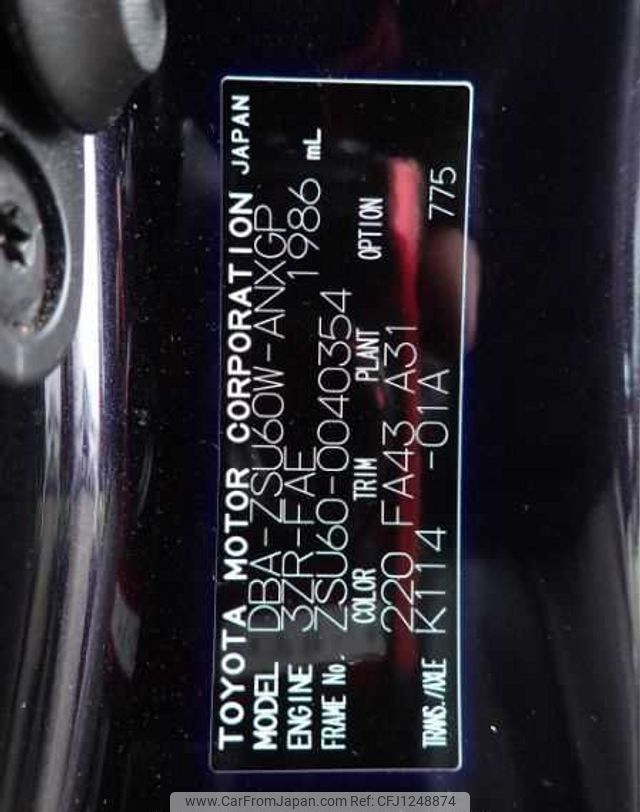 TOYOTA MOTOR CORPORATION JAPAN
MODEL DBA-ZSU60W-ANXGP
ENGINE 3ZR-FAE 1986 mL
FRAME No. ZSU60-0040354
COLOR TRIM PLANT OPTION
220 FA43 A31
TRANS./AXLE K114 -01A 775
www.CarFromJapan.com Ref: CFJ1248874